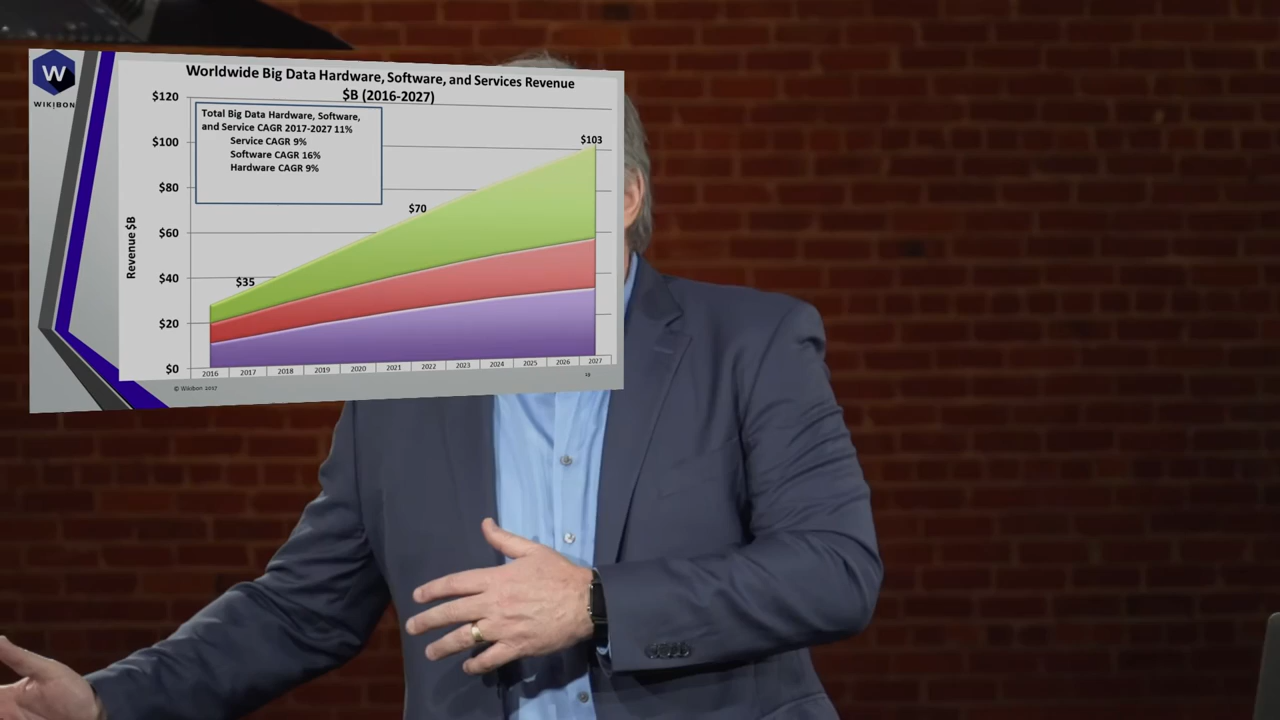 W
WIKIBON
Worldwide Big Data Hardware, Software, and Services Revenue
$B (2016-2027)
$120
$100
$80
$60
$40
$20
$0
Revenue $B
Total Big Data Hardware, Software,
and Service CAGR 2017-2027 11%
Service CAGR 9%
Software CAGR 16%
Hardware CAGR 9%
$35
$70
$103
2016 2017 2018 2019 2020 2021 2022 2023 2024 2025 2026 2027
© Wikibon 2017